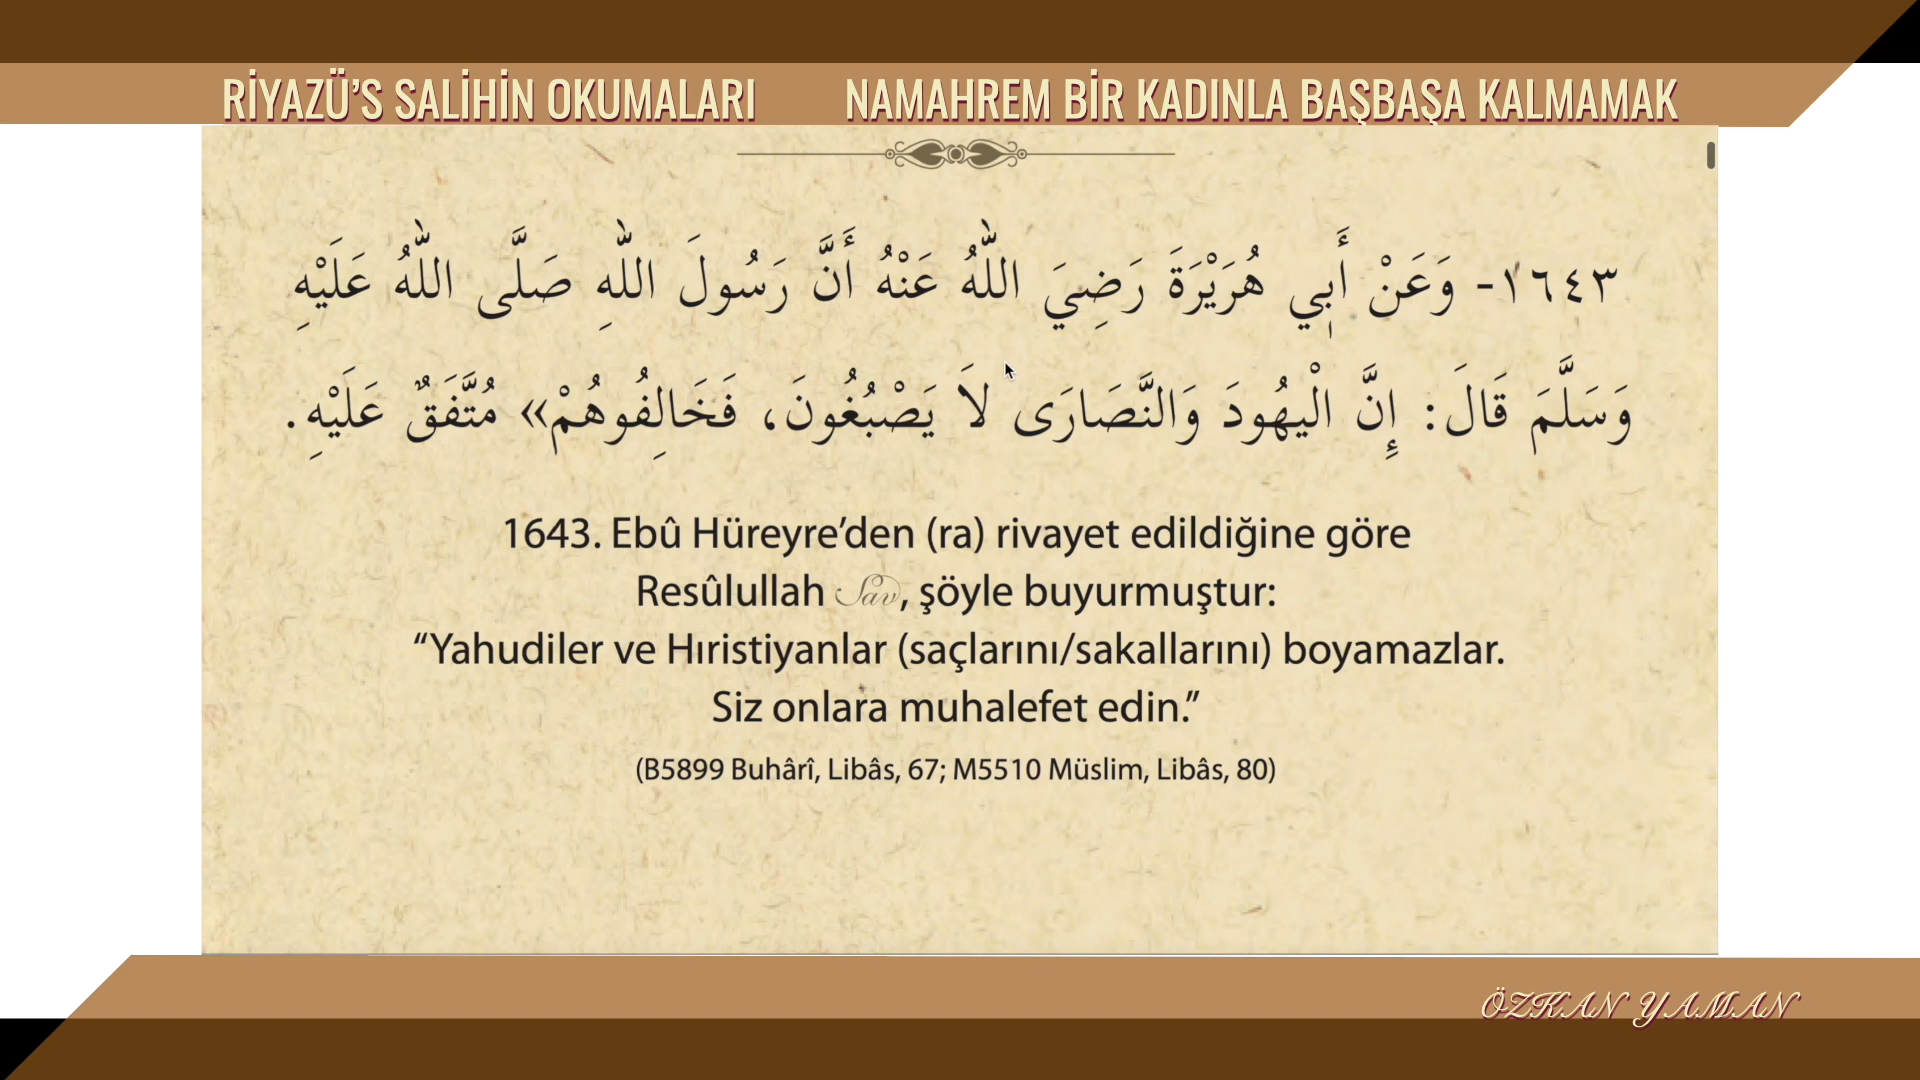 RİYAZÜ’S SALİHİN OKUMALARI NAMAHREM BİR KADINLA BAŞBAŞA KALMAMAK
١٦٤٣- وَعَنْ أَبِي هُرَيْرَةَ رَضِيَ اللّٰهُ عَنْهُ أَنَّ رَسُولَ اللّٰهِ صَلَّى اللّٰهُ عَلَيْهِ
وَسَلَّمَ قَالَ: إِنَّ الْيهُودَ وَالنَّصَارَى لاَ يَصْبُغُونَ، فَخَالِفُوهُمْ» مُتَّفَقٌ عَلَيْهِ.
1643. Ebû Hüreyre’den (ra) rivayet edildiğine göre
Resûlullah Sav, şöyle buyurmuştur:
“Yahudiler ve Hıristiyanlar (saçlarını/sakallarını) boyamazlar.
Siz onlara muhalefet edin.”
(B5899 Buhârî, Libâs, 67; M5510 Müslim, Libâs, 80)
ÖZKAN YAMAN